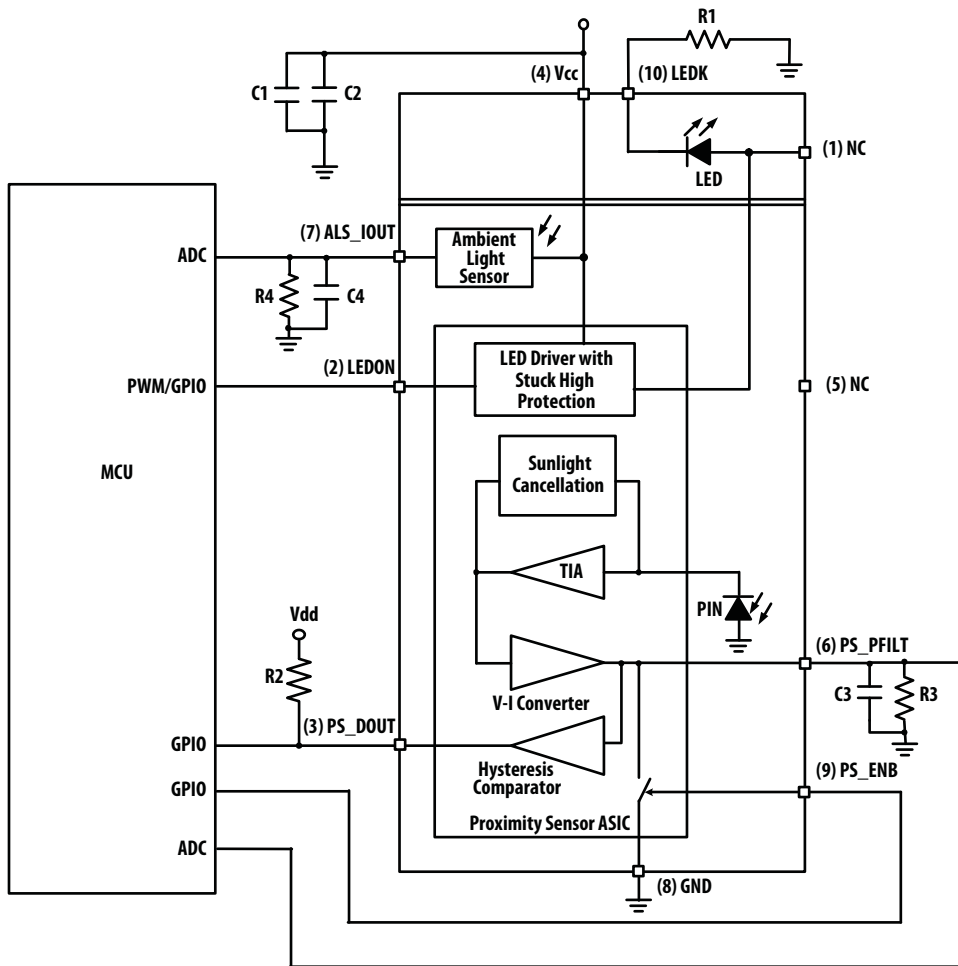 R1
(4) Vcc
(10) LEDK
C1
C2
(1) NC
LED
(7) ALS_IOUT
ADC
Ambient
Light
Sensor
R4
C4
(2) LEDON
LED Driver with
Stuck High
Protection
PWM/GPIO
(5) NC
MCU
Sunlight
Cancellation
TIA
PIN
Vdd
(6) PS_PFILT
R2
C3
R3
V-I Converter
(3) PS_DOUT
GPIO
Hysteresis
Comparator
(9) PS_ENB
GPIO
Proximity Sensor ASIC
ADC
(8) GND